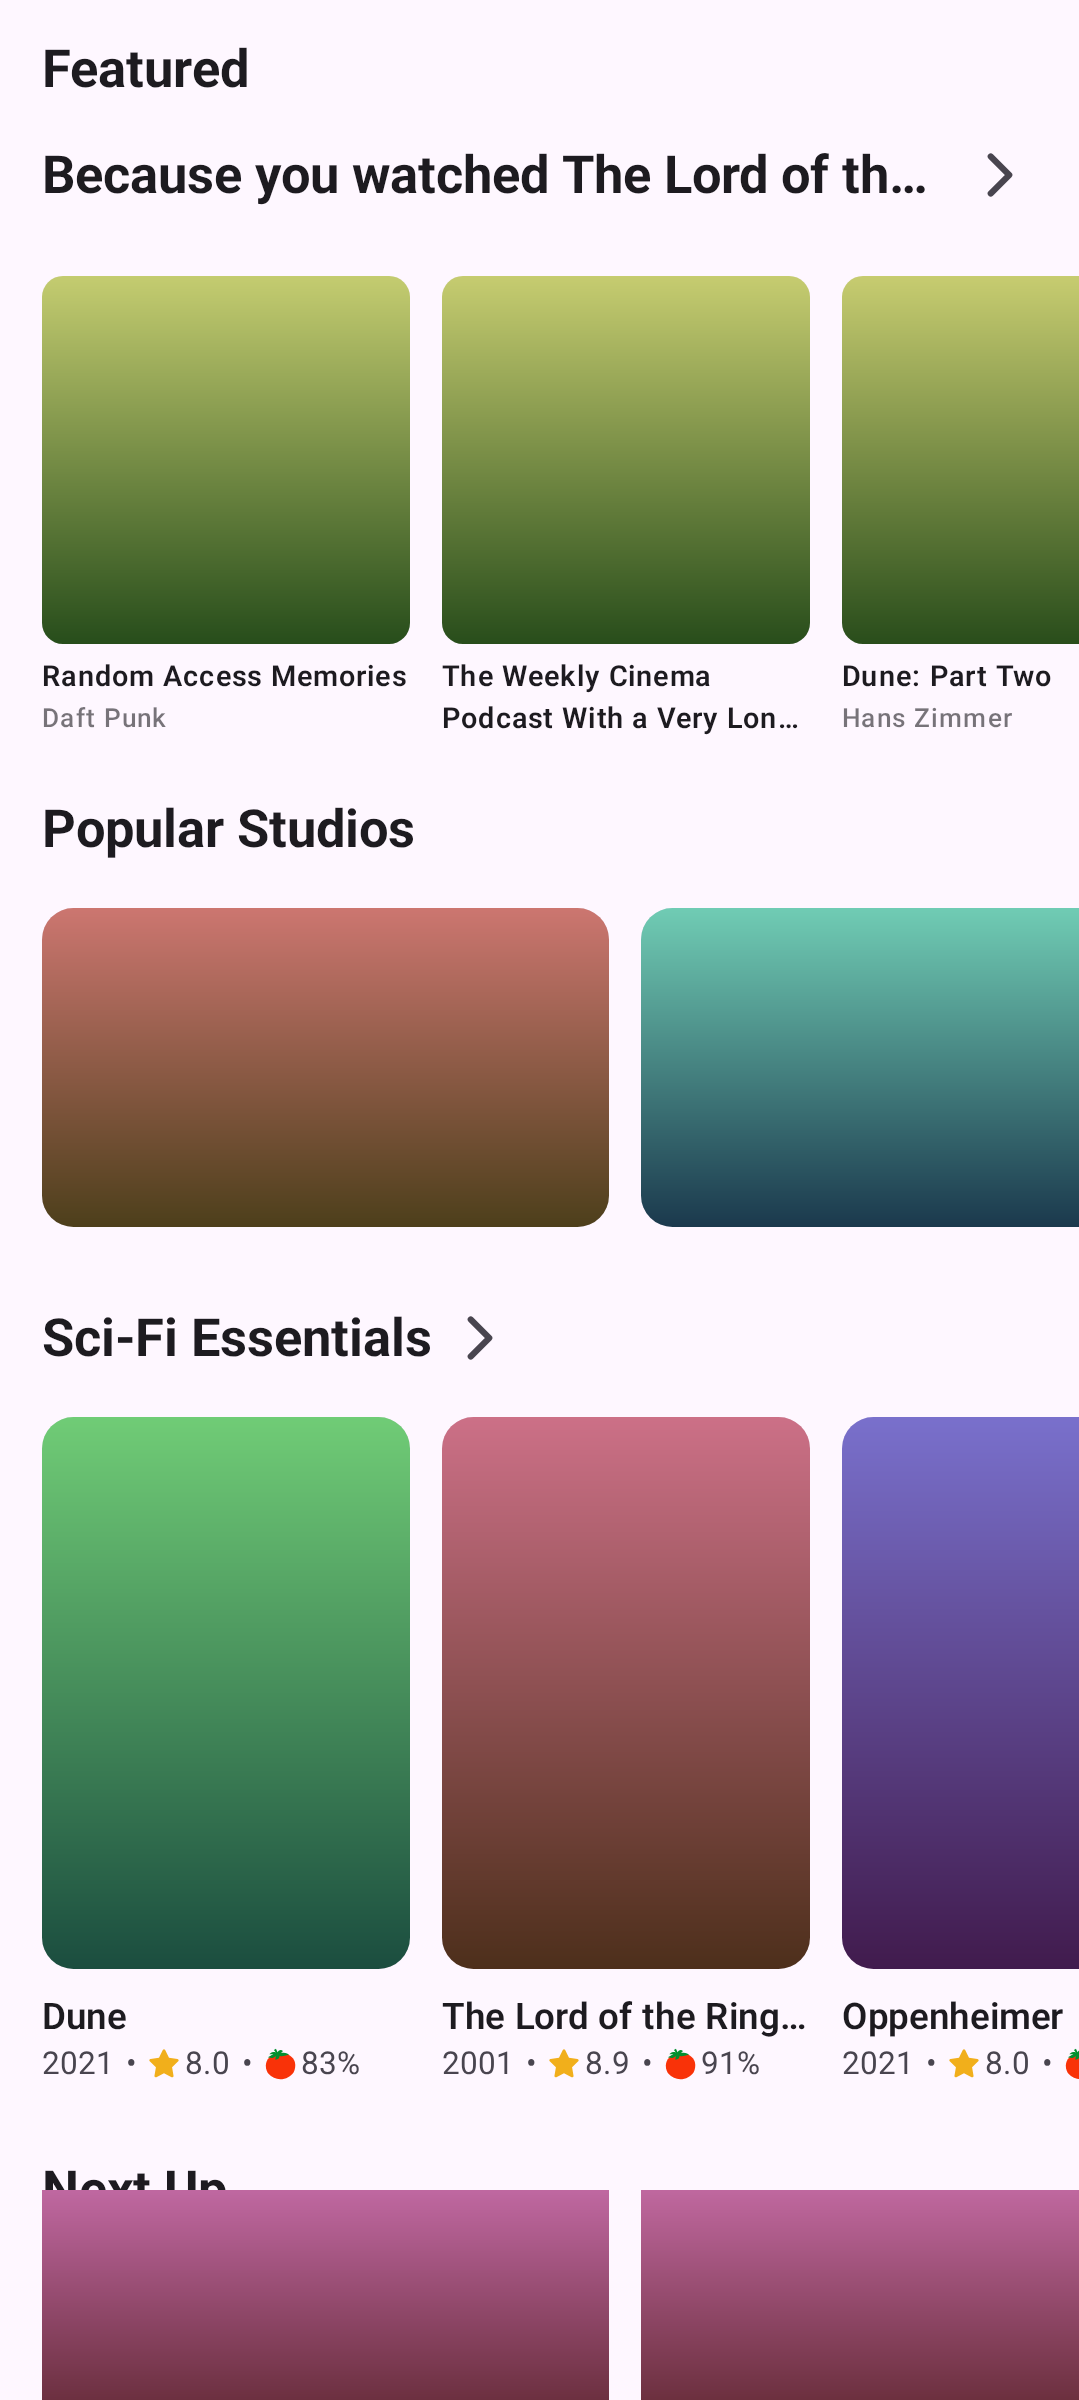 Featured
Because you watched The Lord of th...
Random Access Memories
Daft Punk
The Weekly Cinema
Podcast With a Very Lon...
Dune: Part Two
Hans Zimmer
Popular Studios
Sci-Fi Essentials
Dune
2021 • 8.0 • 83%
The Lord of the Ring...
2001 • 8.9 • 91%
Oppenheimer
2021 • 8.0 •
Next Up